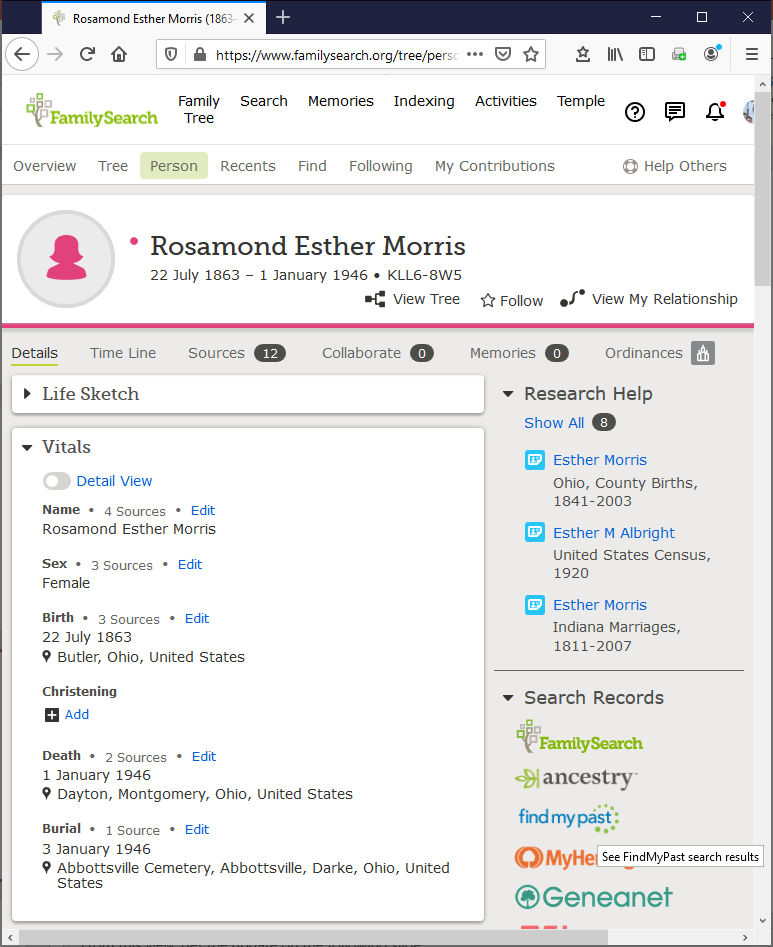 Rosamond Esther Morris (1863–
https://www.familysearch.org/tree/perso
FamilySearch
Family Tree
Search
Memories
Indexing
Activities
Temple
Overview
Tree
Person
Recents
Find
Following
My Contributions
Help Others
Rosamond Esther Morris
22 July 1863 – 1 January 1946 • KLL6-8W5
View Tree
Follow
View My Relationship
Details
Time Line
Sources 12
Collaborate 0
Memories 0
Ordinances
Life Sketch
Vitals
Detail View
Name • 4 Sources • Edit
Rosamond Esther Morris
Sex • 3 Sources • Edit
Female
Birth • 3 Sources • Edit
22 July 1863
Butler, Ohio, United States
Christening
Add
Death • 2 Sources • Edit
1 January 1946
Dayton, Montgomery, Ohio, United States
Burial • 1 Source • Edit
3 January 1946
Abbottsville Cemetery, Abbottsville, Darke, Ohio, United
States
Research Help
Show All 8
Esther Morris
Ohio, County Births,
1841-2003
Esther M Albright
United States Census,
1920
Esther Morris
Indiana Marriages,
1811-2007
Search Records
FamilySearch
ancestry
findmypast
MyHeri
See FindMyPast search results
Geneanet